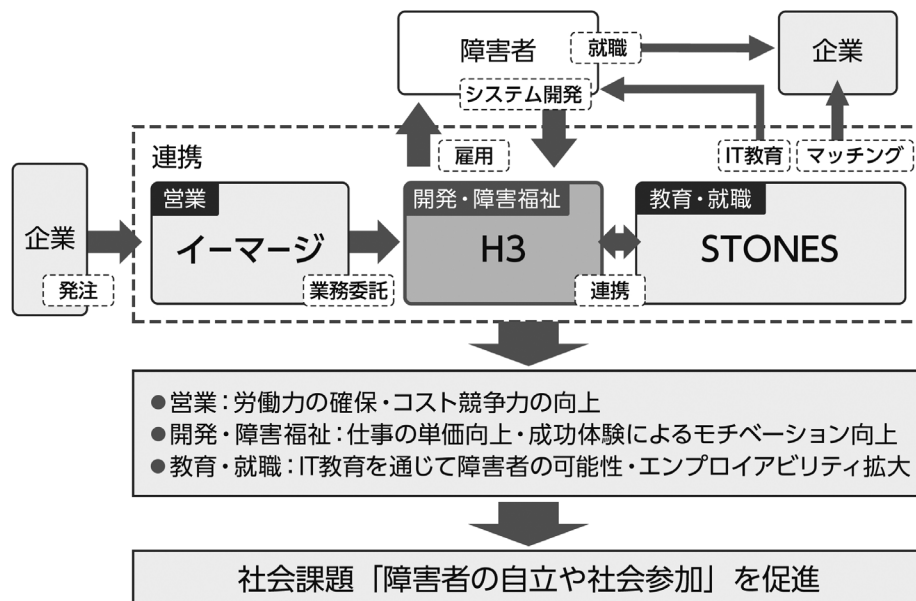 障害者
就職
企業
システム開発
連携
雇用
IT教育
マッチング
企業
発注
営業
イーマージ
業務委託
開発・障害福祉
H3
連携
教育・就職
STONES
●営業：労働力の確保・コスト競争力の向上
●開発・障害福祉：仕事の単価向上・成功体験によるモチベーション向上
●教育・就職：IT教育を通じて障害者の可能性・エンプロイアビリティ拡大
社会課題「障害者の自立や社会参加」を促進